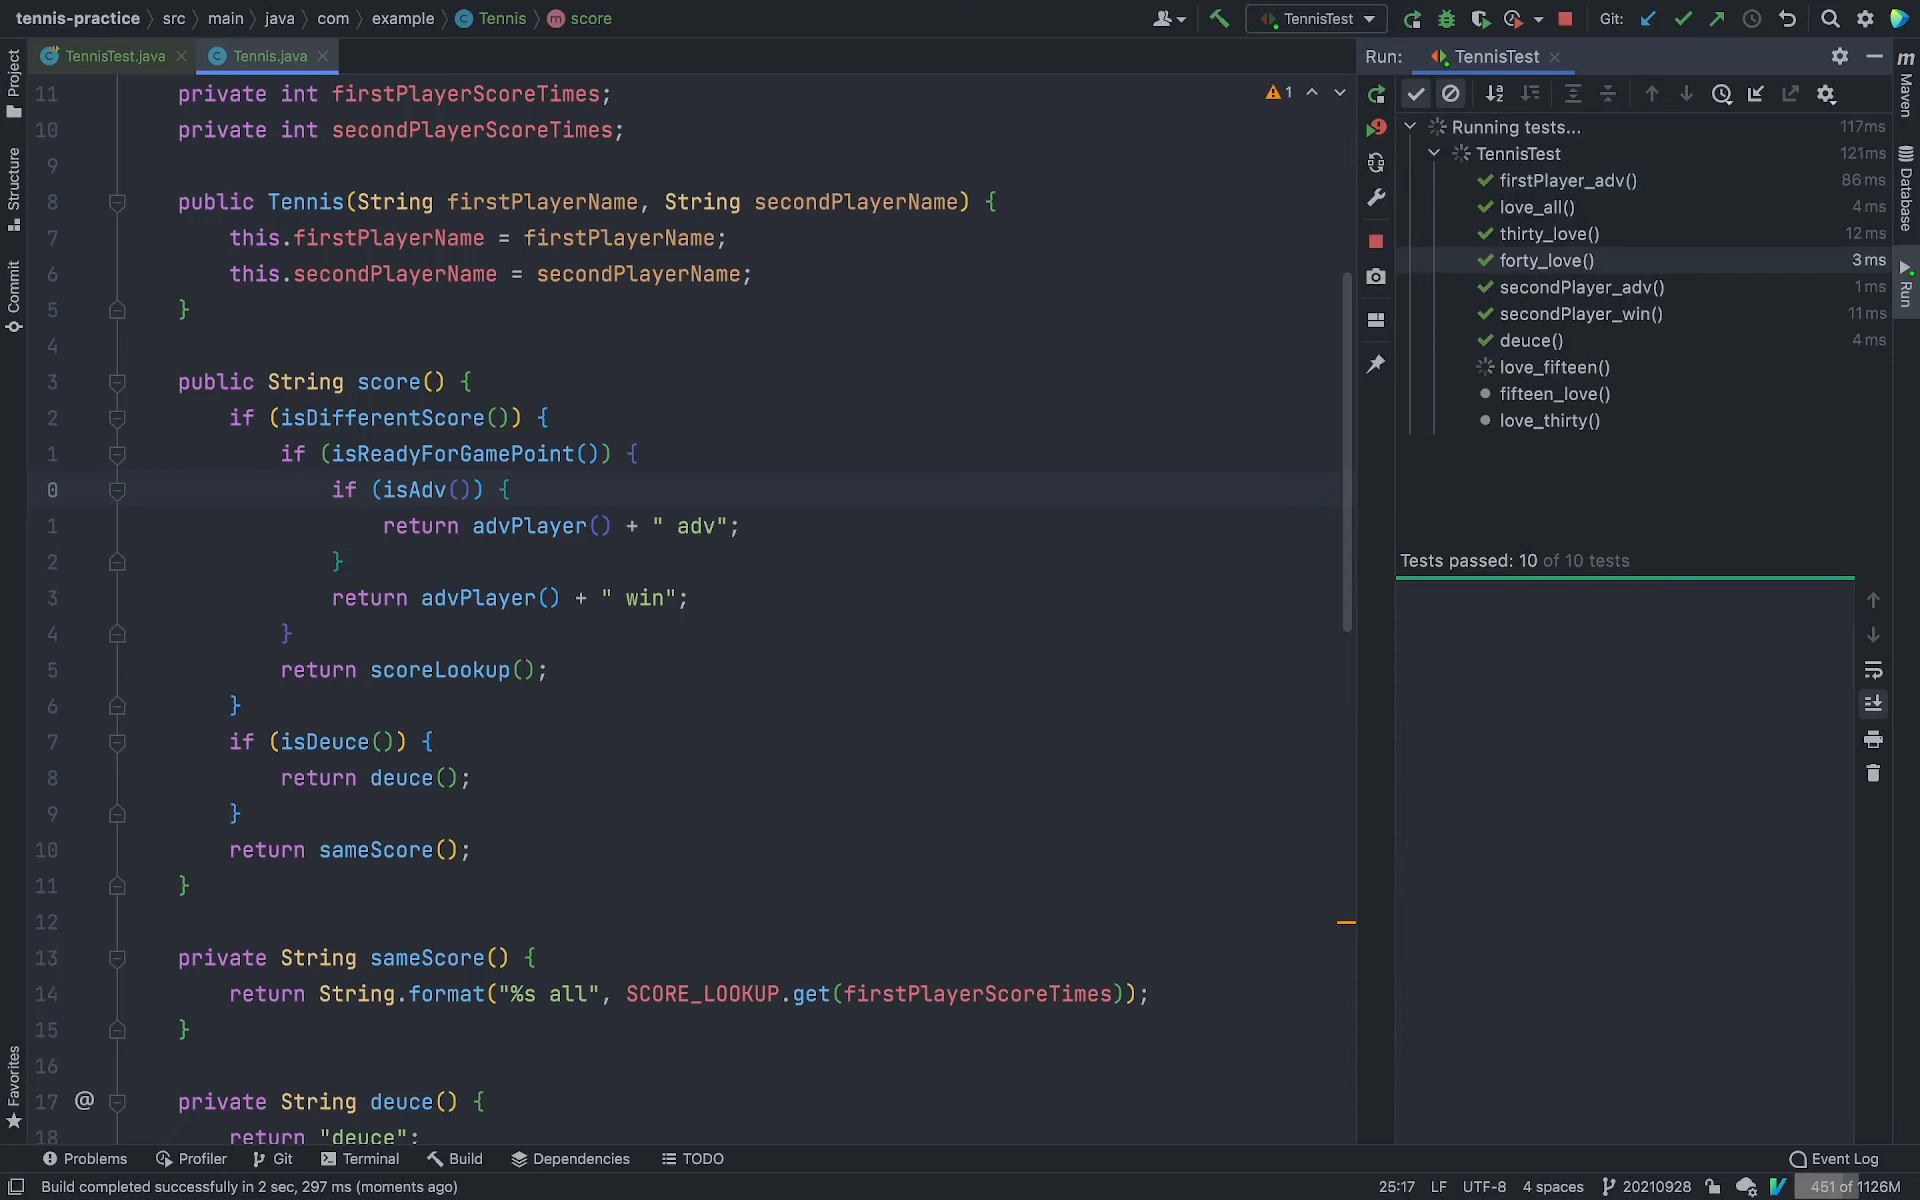 tennis-practice src main java com example Tennis score
TennisTest
Git:
Project
Structure
Commit
Favorites
TennisTest.java
Tennis.java
1
11 private int firstPlayerScoreTimes;
10 private int secondPlayerScoreTimes;
9
8 public Tennis(String firstPlayerName, String secondPlayerName) {
7 this.firstPlayerName = firstPlayerName;
6 this.secondPlayerName = secondPlayerName;
5 }
4
3 public String score() {
2 if (isDifferentScore()) {
1 if (isReadyForGamePoint()) {
0 if (isAdv()) {
1 return advPlayer() + " adv";
2 }
3 return advPlayer() + " win";
4 }
5 return scoreLookup();
6 }
7 if (isDeuce()) {
8 return deuce();
9 }
10 return sameScore();
11 }
12
13 private String sameScore() {
14 return String.format("%s all", SCORE_LOOKUP.get(firstPlayerScoreTimes));
15 }
16
17 @ private String deuce() {
18 return "deuce";
Run: TennisTest
9
Running tests... 117ms
TennisTest 121ms
firstPlayer_adv() 86ms
love_all() 4ms
thirty_love() 12ms
forty_love() 3ms
secondPlayer_adv() 1ms
secondPlayer_win() 11ms
deuce() 4ms
love_fifteen()
fifteen_love()
love_thirty()
Tests passed: 10 of 10 tests
m
Maven
Database
Run
Problems Profiler Git Terminal Build Dependencies TODO
Event Log
Build completed successfully in 2 sec, 297 ms (moments ago)
25:17 LF UTF-8 4 spaces 20210928 451 of 1126M